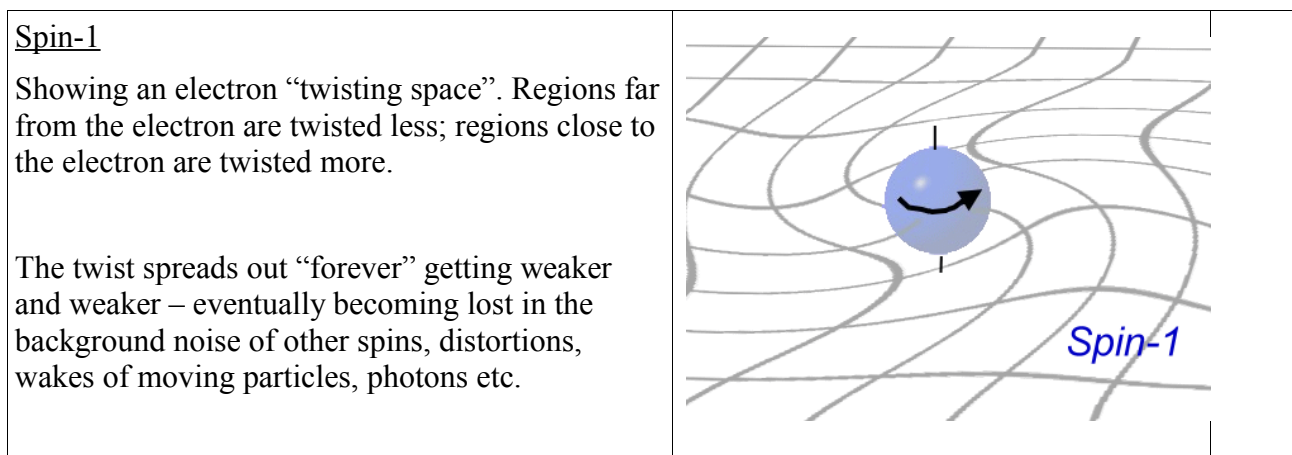 Spin-1
Showing an electron “twisting space”. Regions far
from the electron are twisted less; regions close to
the electron are twisted more.
The twist spreads out “forever” getting weaker
and weaker – eventually becoming lost in the
background noise of other spins, distortions,
wakes of moving particles, photons etc.
Spin-1